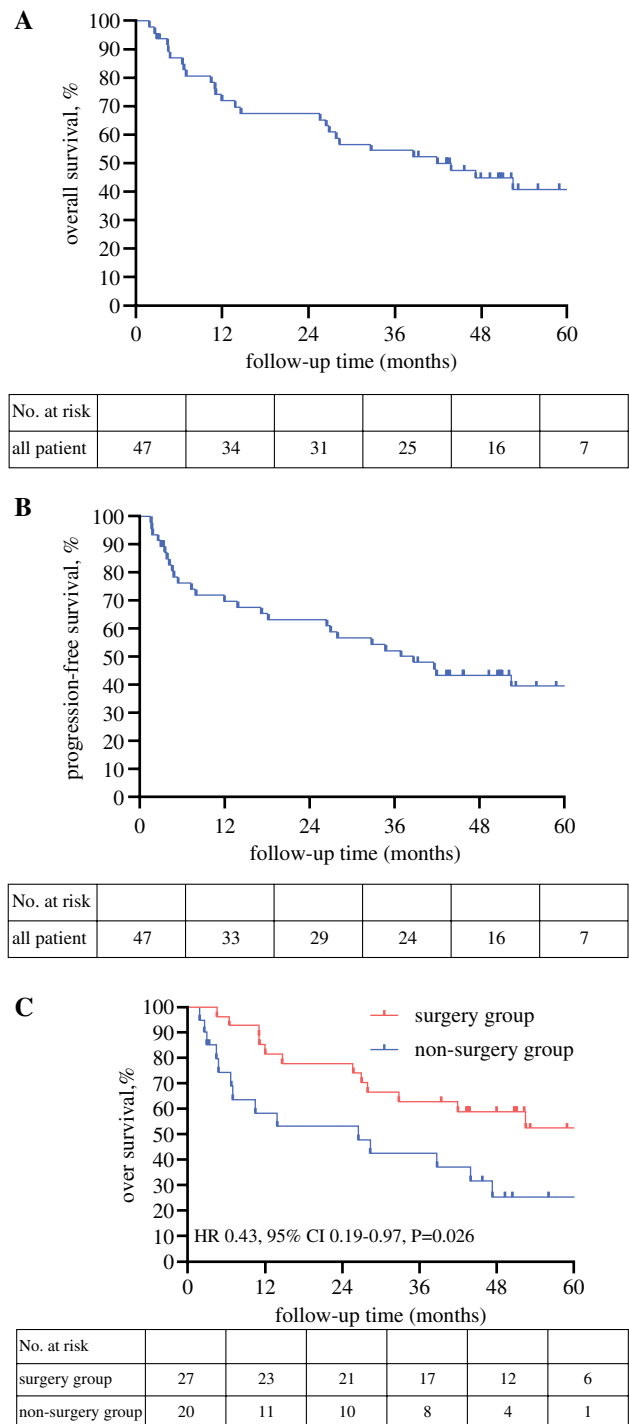 A
100
90
80
70
60
50
40
30
20
10
0
overall survival, %
0 12 24 36 48 60
follow-up time (months)
No. at risk
all patient 47 34 31 25 16 7
B
100
90
80
70
60
50
40
30
20
10
0
progression-free survival, %
0 12 24 36 48 60
follow-up time (months)
No. at risk
all patient 47 33 29 24 16 7
C
100
90
80
70
60
50
40
30
20
10
0
over survival,%
surgery group
non-surgery group
HR 0.43, 95% CI 0.19-0.97, P=0.026
0 12 24 36 48 60
follow-up time (months)
No. at risk
surgery group 27 23 21 17 12 6
non-surgery group 20 11 10 8 4 1